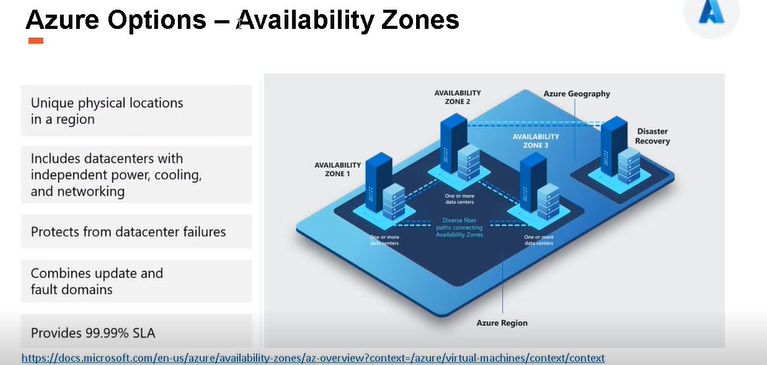 Azure Options – Availability Zones
Unique physical locations
in a region
Includes datacenters with
independent power, cooling,
and networking
Protects from datacenter failures
Combines update and
fault domains
Provides 99.99% SLA
AVAILABILITY
ZONE 2
Azure Geography
AVAILABILITY
ZONE 3
Disaster
Recovery
AVAILABILITY
ZONE 1
One or more
data centers
Diverse fiber
paths connecting
Availability Zones
One or more
data centers
One or more
data centers
Azure Region
https://docs.microsoft.com/en-us/azure/availability-zones/az-overview?context=/azure/virtual-machines/context/context